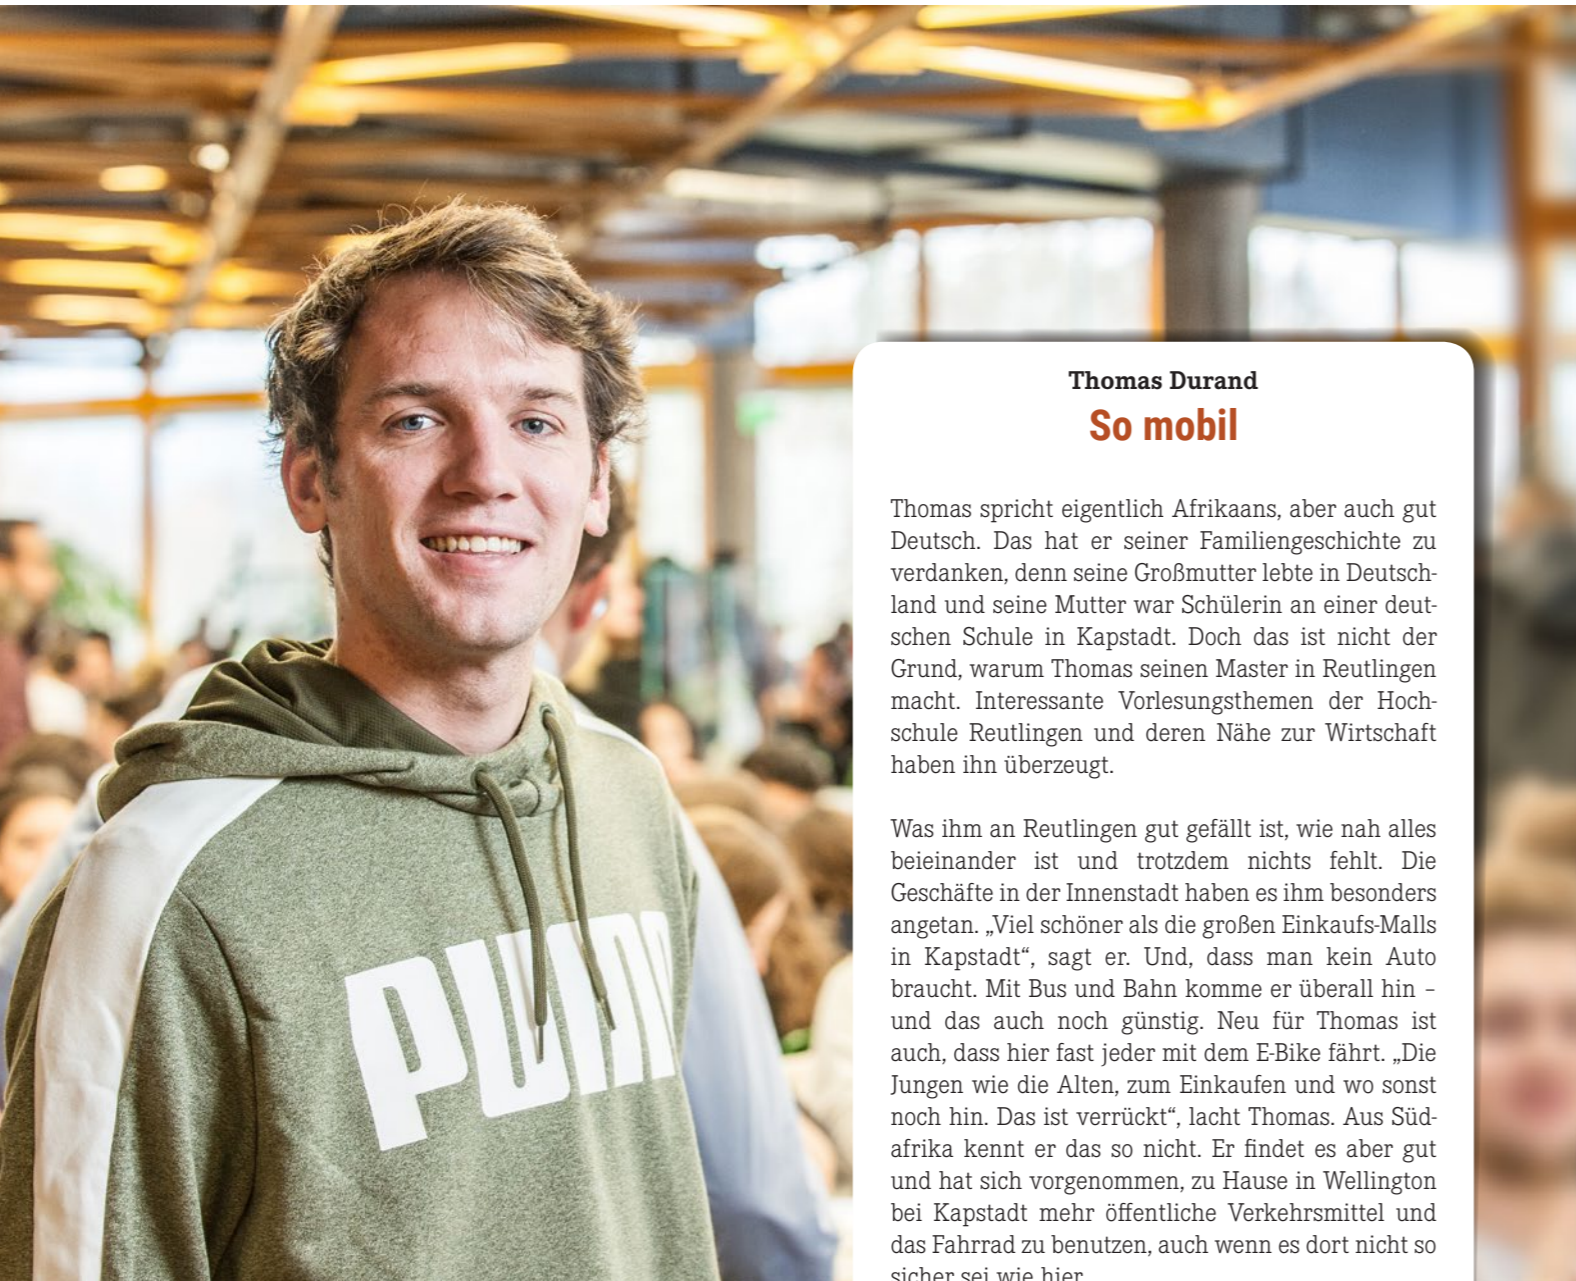 Thomas Durand
So mobil
Thomas spricht eigentlich Afrikaans, aber auch gut
Deutsch. Das hat er seiner Familiengeschichte zu
verdanken, denn seine Großmutter lebte in Deutsch-
land und seine Mutter war Schülerin an einer deut-
schen Schule in Kapstadt. Doch das ist nicht der
Grund, warum Thomas seinen Master in Reutlingen
macht. Interessante Vorlesungsthemen der Hoch-
schule Reutlingen und deren Nähe zur Wirtschaft
haben ihn überzeugt.
Was ihm an Reutlingen gut gefällt ist, wie nah alles
beieinander ist und trotzdem nichts fehlt. Die
Geschäfte in der Innenstadt haben es ihm besonders
angetan. „Viel schöner als die großen Einkaufs-Malls
in Kapstadt“, sagt er. Und, dass man kein Auto
braucht. Mit Bus und Bahn komme er überall hin –
und das auch noch günstig. Neu für Thomas ist
auch, dass hier fast jeder mit dem E-Bike fährt. „Die
Jungen wie die Alten, zum Einkaufen und wo sonst
noch hin. Das ist verrückt“, lacht Thomas. Aus Süd-
afrika kennt er das so nicht. Er findet es aber gut
und hat sich vorgenommen, zu Hause in Wellington
bei Kapstadt mehr öffentliche Verkehrsmittel und
das Fahrrad zu benutzen, auch wenn es dort nicht so
sicher sei wie hier
PUMA